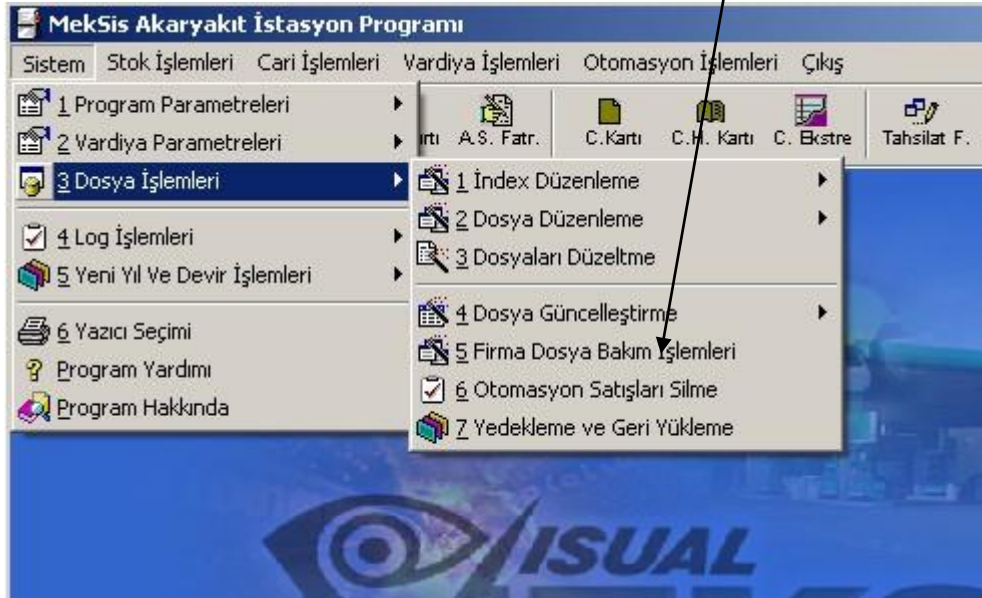 MekSis Akaryakıt İstasyon Programı
Sistem Stok İşlemleri Cari İşlemleri Vardiya İşlemleri Otomasyon İşlemleri Çıkış
A.S. Fatr. C.Kartı C.H. Kartı C. Ekstre Tahsilat F.
1 Program Parametreleri
2 Vardiya Parametreleri
3 Dosya İşlemleri
4 Log İşlemleri
5 Yeni Yıl Ve Devir İşlemleri
6 Yazıcı Seçimi
Program Yardımı
Program Hakkında
1 İndex Düzenleme
2 Dosya Düzenleme
3 Dosyaları Düzeltme
4 Dosya Güncelleştirme
5 Firma Dosya Bakım İşlemleri
6 Otomasyon Satışları Silme
7 Yedekleme ve Geri Yükleme
VISUAL